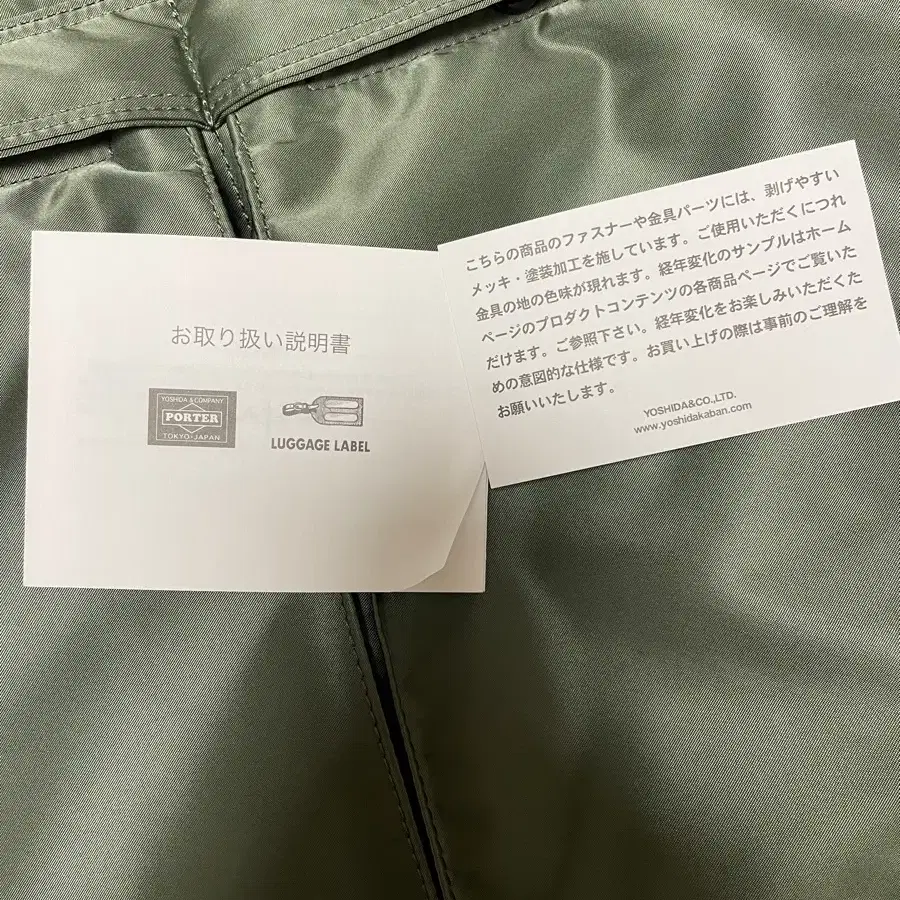 お取り扱い説明書
YOSHIDA & COMPANY
PORTER
TOKYO-JAPAN
LUGGAGE LABEL
こちらの商品のファスナーや金具パーツには、剥げやすい
メッキ・塗装加工を施しています。ご使用いただくにつれ
金具の地の色味が現れます。経年変化のサンプルはホーム
ページのプロダクトコンテンツの各商品ページでご覧いた
だけます。ご参照下さい。経年変化をお楽しみいただくた
めの意図的な仕様です。お買い上げの際は事前のご理解を
お願いいたします。
YOSHIDA&CO.,LTD.
www.yoshidakaban.com